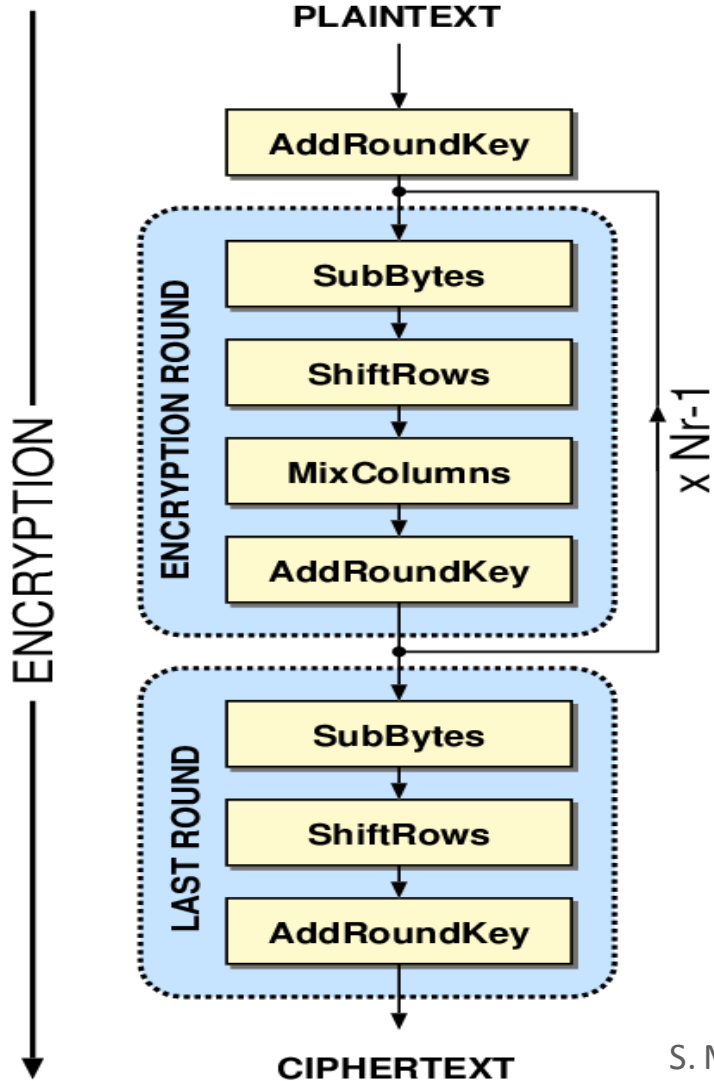 PLAINTEXT
AddRoundKey
ENCRYPTION ROUND
SubBytes
ShiftRows
MixColumns
AddRoundKey
x Nr-1
ENCRYPTION
LAST ROUND
SubBytes
ShiftRows
AddRoundKey
CIPHERTEXT
S.